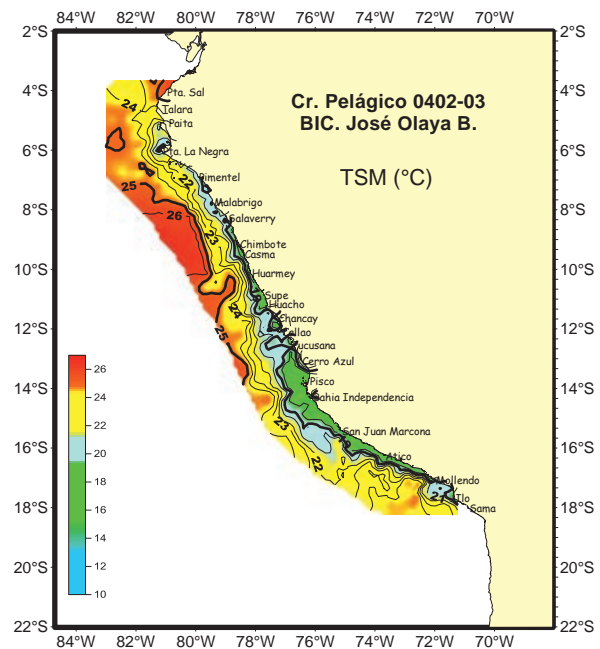 84°W 82°W 80°W 78°W 76°W 74°W 72°W 70°W
2°S 2°S
4°S 4°S
6°S 6°S
8°S 8°S
10°S 10°S
12°S 12°S
14°S 14°S
16°S 16°S
18°S 18°S
20°S 20°S
22°S 22°S
84°W 82°W 80°W 78°W 76°W 74°W 72°W 70°W
Cr. Pelágico 0402-03
BIC. José Olaya B.
TSM (°C)
Pta. Sal
Talara
Paita
Pta. La Negra
Pimentel
Malabrigo
Salaverry
Chimbote
Casma
Huarmey
Supe
Huacho
Chancay
Callao
Pucusana
Cerro Azul
Pisco
Bahia Independencia
San Juan Marcona
Atico
Mollendo
Ilo
Sama
24
22
25
26
23
24
25
23
22
21
26
24
22
20
18
16
14
12
10